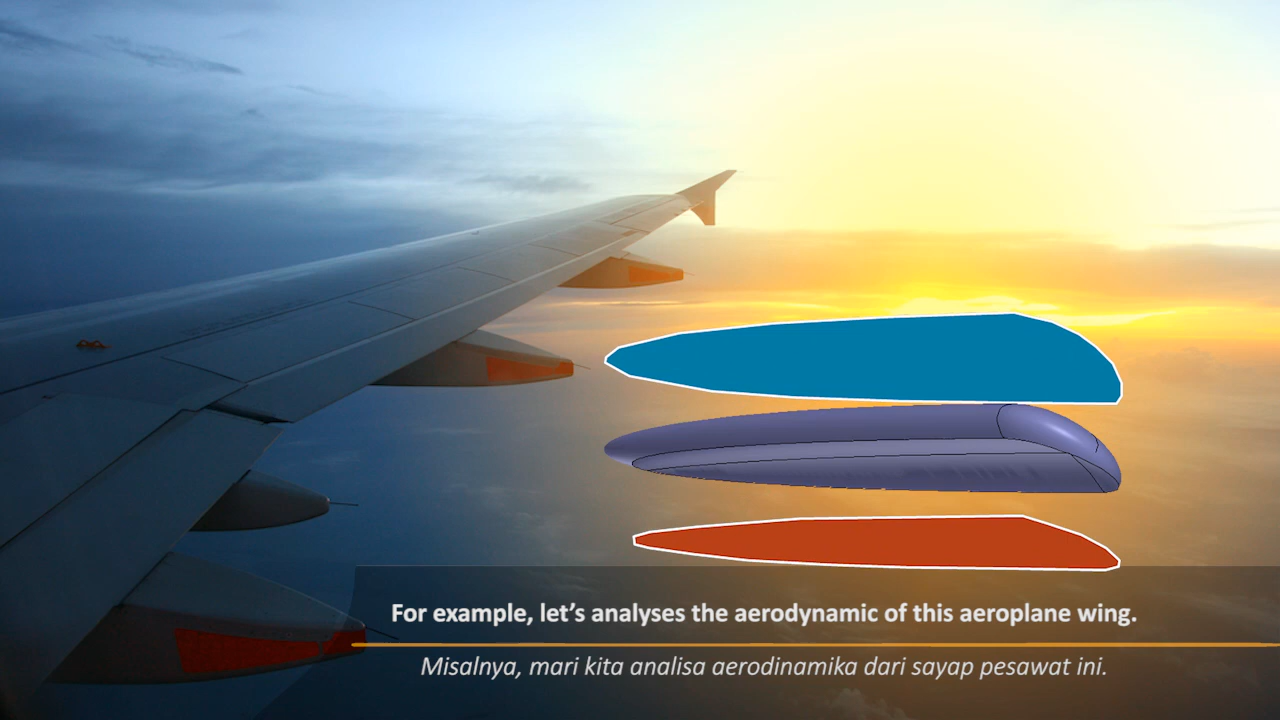 For example, let’s analyses the aerodynamic of this aeroplane wing.
Misalnya, mari kita analisa aerodinamika dari sayap pesawat ini.